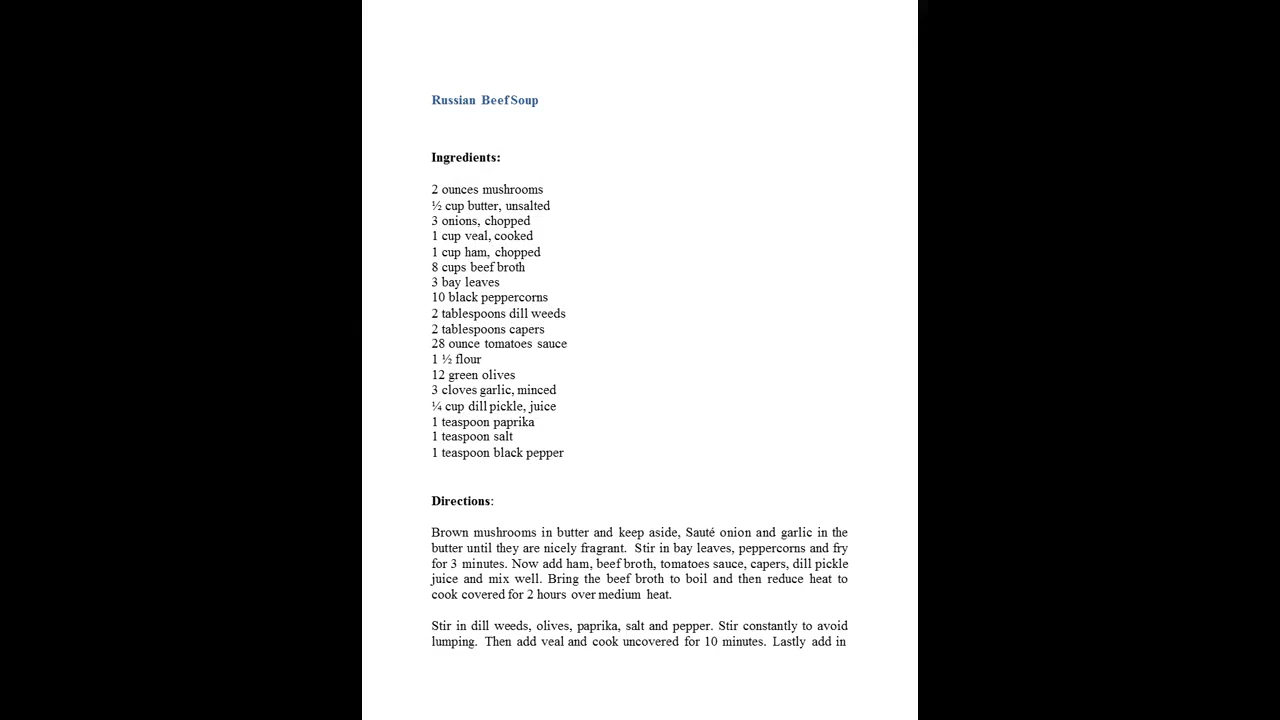 Russian Beef Soup
Ingredients:
2 ounces mushrooms
½ cup butter, unsalted
3 onions, chopped
1 cup veal, cooked
1 cup ham, chopped
8 cups beef broth
3 bay leaves
10 black peppercorns
2 tablespoons dill weeds
2 tablespoons capers
28 ounce tomatoes sauce
1 ½ flour
12 green olives
3 cloves garlic, minced
¼ cup dill pickle, juice
1 teaspoon paprika
1 teaspoon salt
1 teaspoon black pepper
Directions:
Brown mushrooms in butter and keep aside, Sauté onion and garlic in the
butter until they are nicely fragrant. Stir in bay leaves, peppercorns and fry
for 3 minutes. Now add ham, beef broth, tomatoes sauce, capers, dill pickle
juice and mix well. Bring the beef broth to boil and then reduce heat to
cook covered for 2 hours over medium heat.
Stir in dill weeds, olives, paprika, salt and pepper. Stir constantly to avoid
lumping. Then add veal and cook uncovered for 10 minutes. Lastly add in